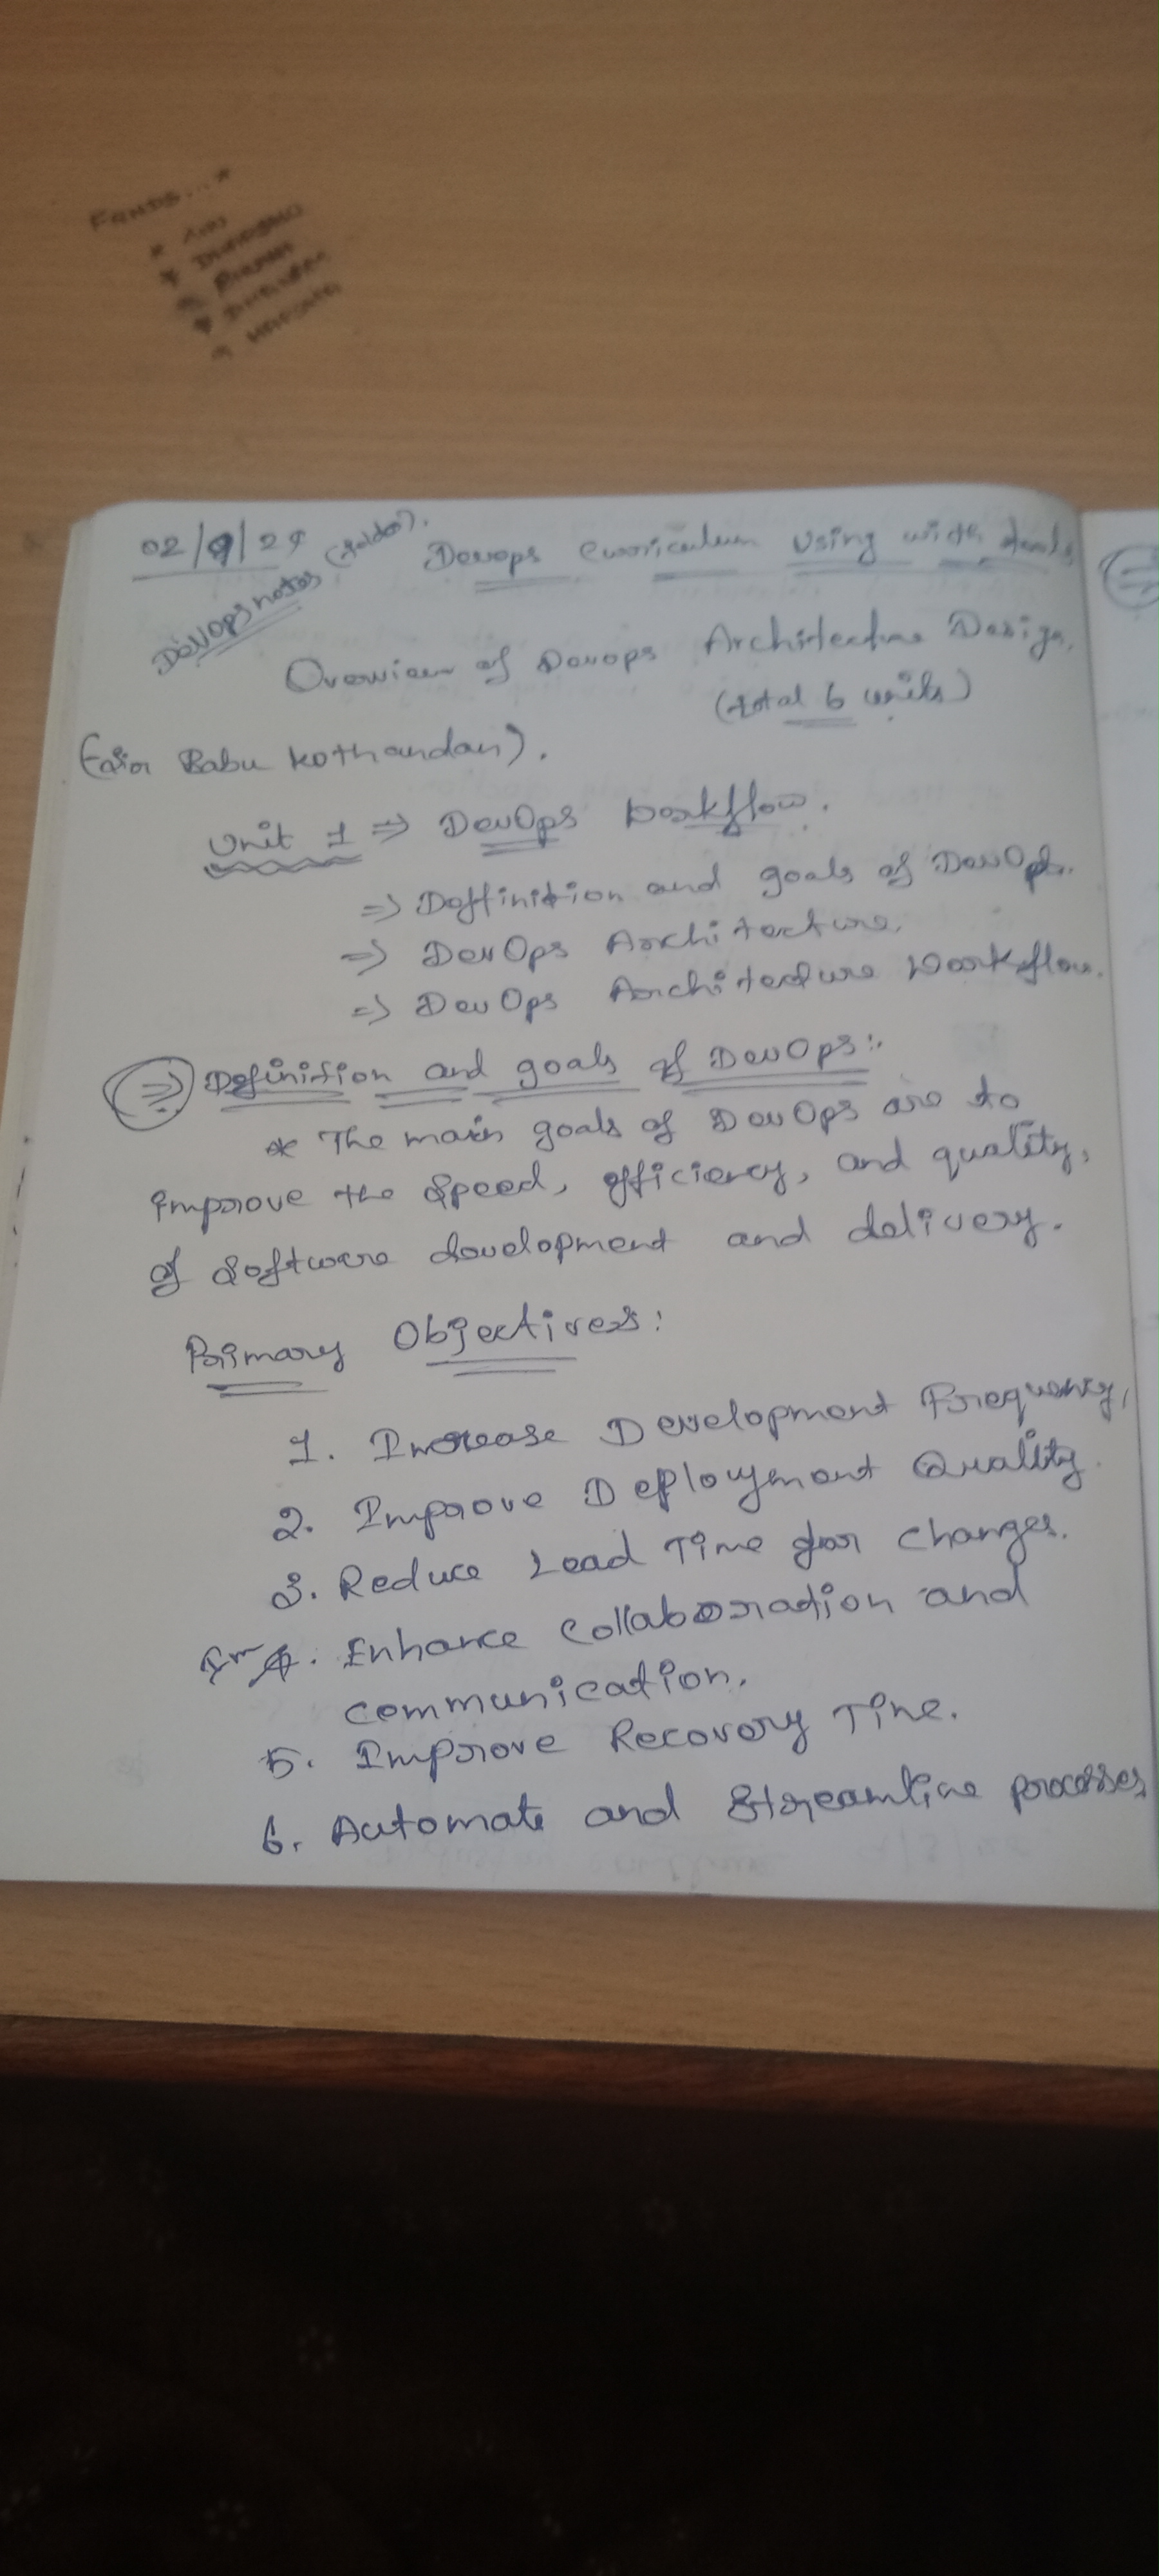 02/9/24
DevOps notes (folder).
Devops Curriculum Using with tools
Overview of Devops Architecture Design.
(total 6 units)
Babu Kothandan).
Unit 1 => DevOps Workflow.
=> Deffinition and goals of DevOps.
=> DevOps Architecture.
=> DevOps Architecture Workflow.
=> Definition and goals of DevOps:
* The main goals of DevOps are to
improve the speed, efficiency, and quality,
of software development and delivery.
Primary Objectives:
1. Increase Development Frequency,
2. Improve Deployment Quality
3. Reduce Lead Time for changes.
Im 4. Enhance Collaboration and
communication.
5. Improve Recovery Time.
6. Automate and Streamline processes